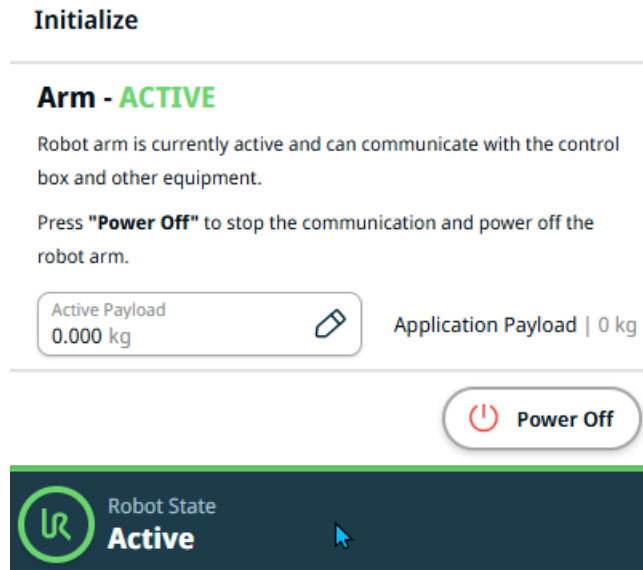 Initialize
Arm - ACTIVE
Robot arm is currently active and can communicate with the control
box and other equipment.
Press "Power Off" to stop the communication and power off the
robot arm.
Active Payload
0.000 kg
Application Payload | 0 kg
Power Off
Robot State
Active